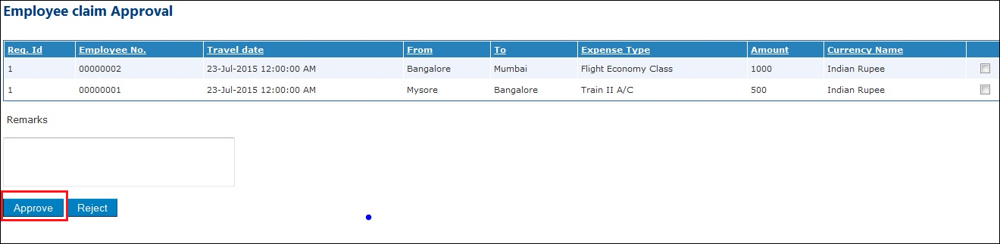 Employee claim Approval
Req. Id Employee No. Travel date From To Expense Type Amount Currency Name
1 00000002 23-Jul-2015 12:00:00 AM Bangalore Mumbai Flight Economy Class 1000 Indian Rupee
1 00000001 23-Jul-2015 12:00:00 AM Mysore Bangalore Train II A/C 500 Indian Rupee
Remarks
Approve Reject